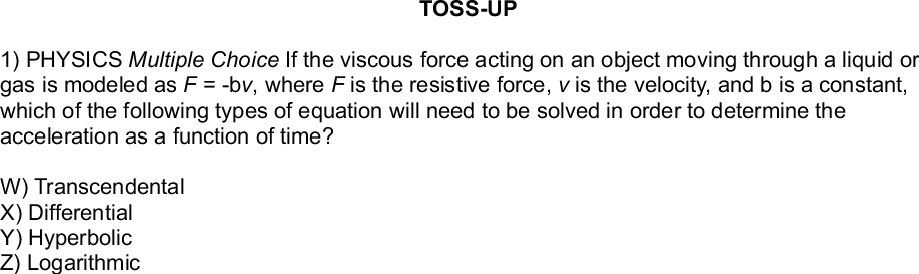 TOSS-UP
1) PHYSICS Multiple Choice If the viscous force acting on an object moving through a liquid or
gas is modeled as F = -bv, where F is the resistive force, v is the velocity, and b is a constant,
which of the following types of equation will need to be solved in order to determine the
acceleration as a function of time?
W) Transcendental
X) Differential
Y) Hyperbolic
Z) Logarithmic